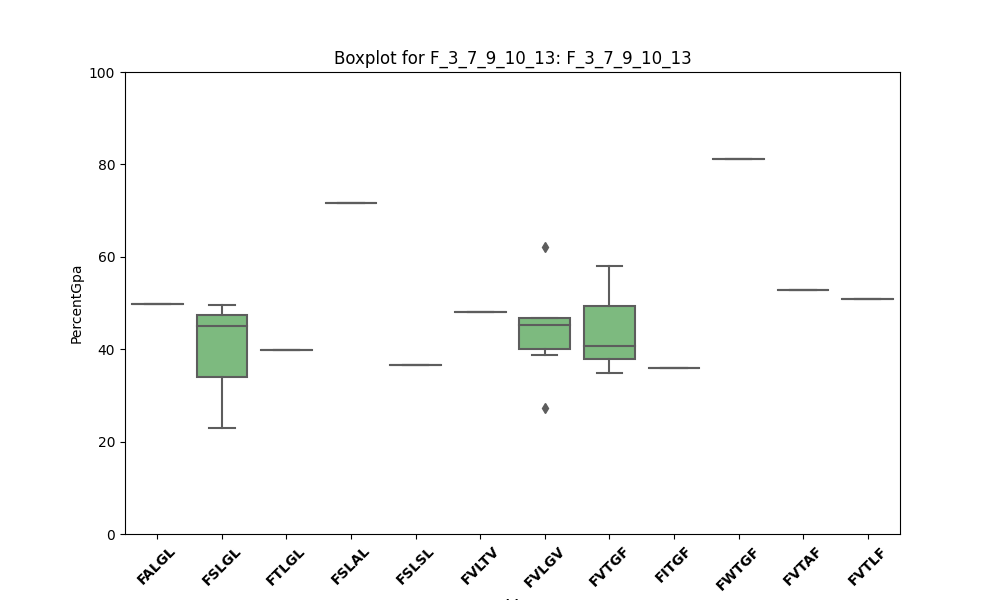 Boxplot for F_3_7_9_10_13: F_3_7_9_10_13
100
80
60
40
20
0
PercentGpa
FALGL FSLGL FTLGL FSLAL FSLSL FVLTV FVLGV FVTGF FITGF FWTGF FVTAF FVTLF